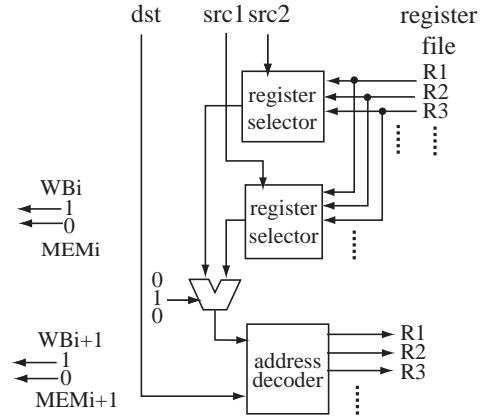 dst src1 src2 register
file
R1
R2
R3
register
selector
WBi
1
0
MEMi
register
selector
0
1
0
WBi+1
1
0
MEMi+1
address
decoder
R1
R2
R3